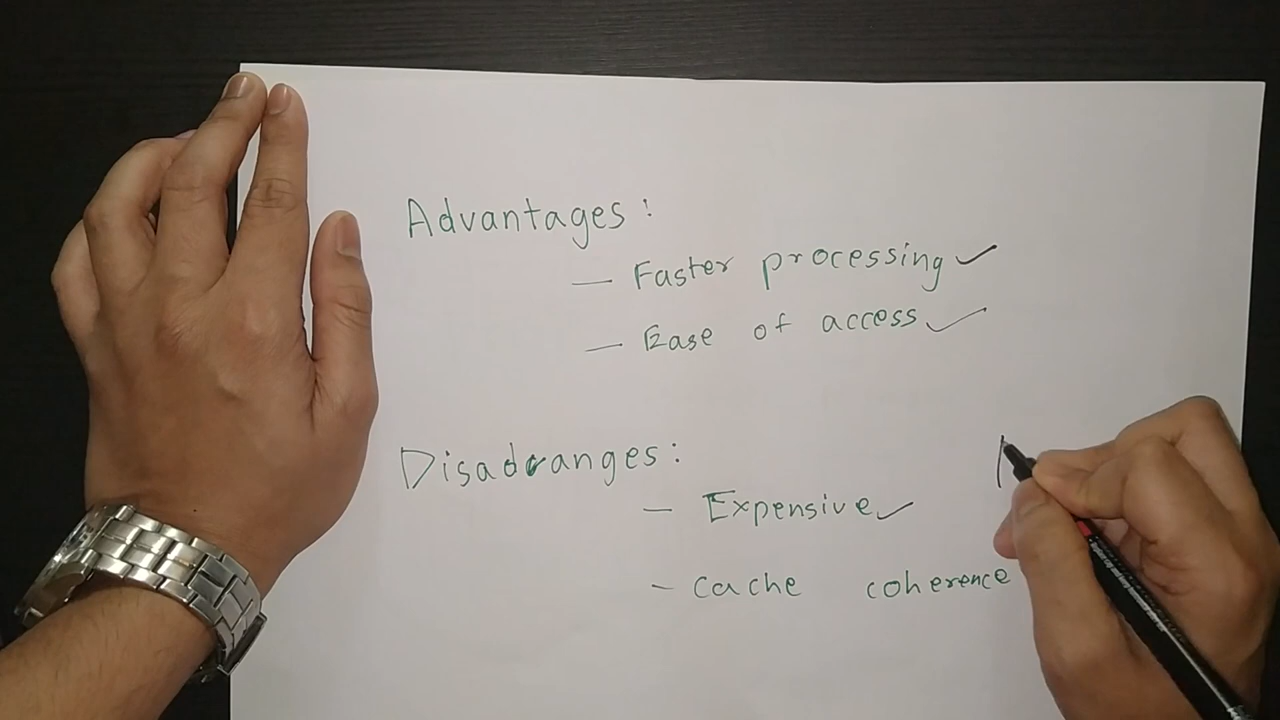 Advantages:
— Faster processing ✓
— Ease of access ✓
Disadvanges:
— Expensive ✓
— Cache coherence